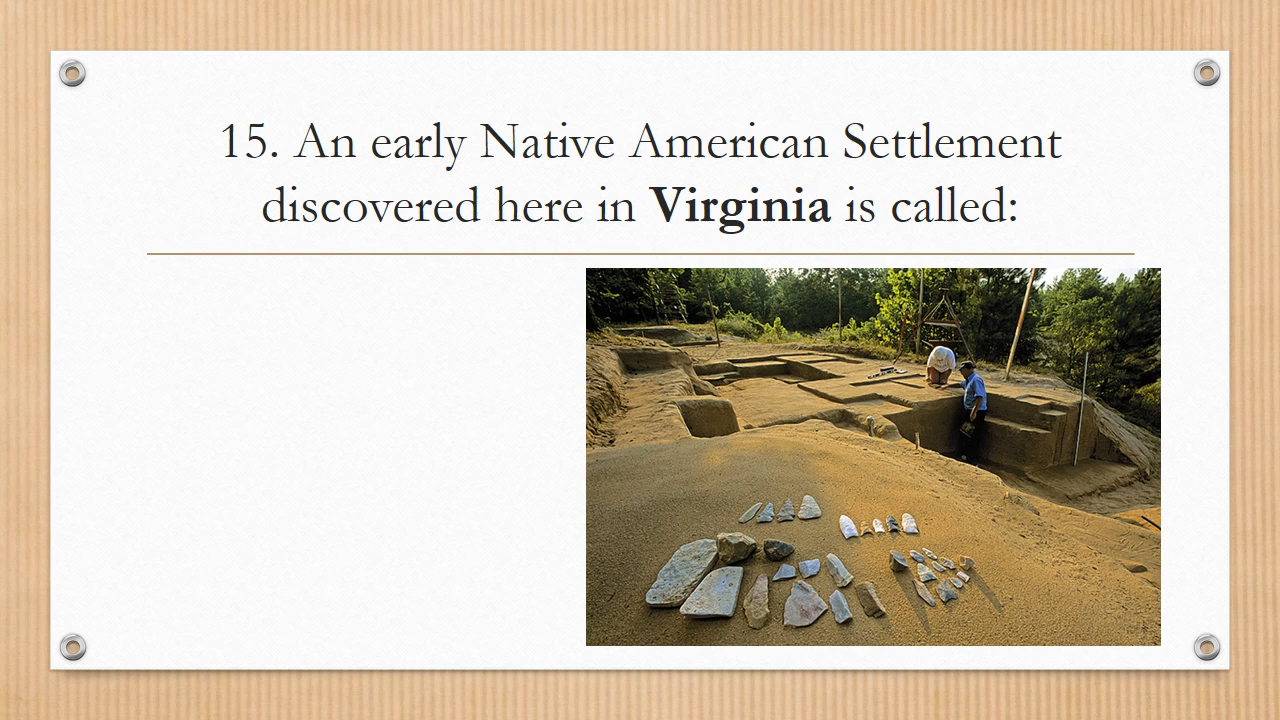 15. An early Native American Settlement
discovered here in Virginia is called: